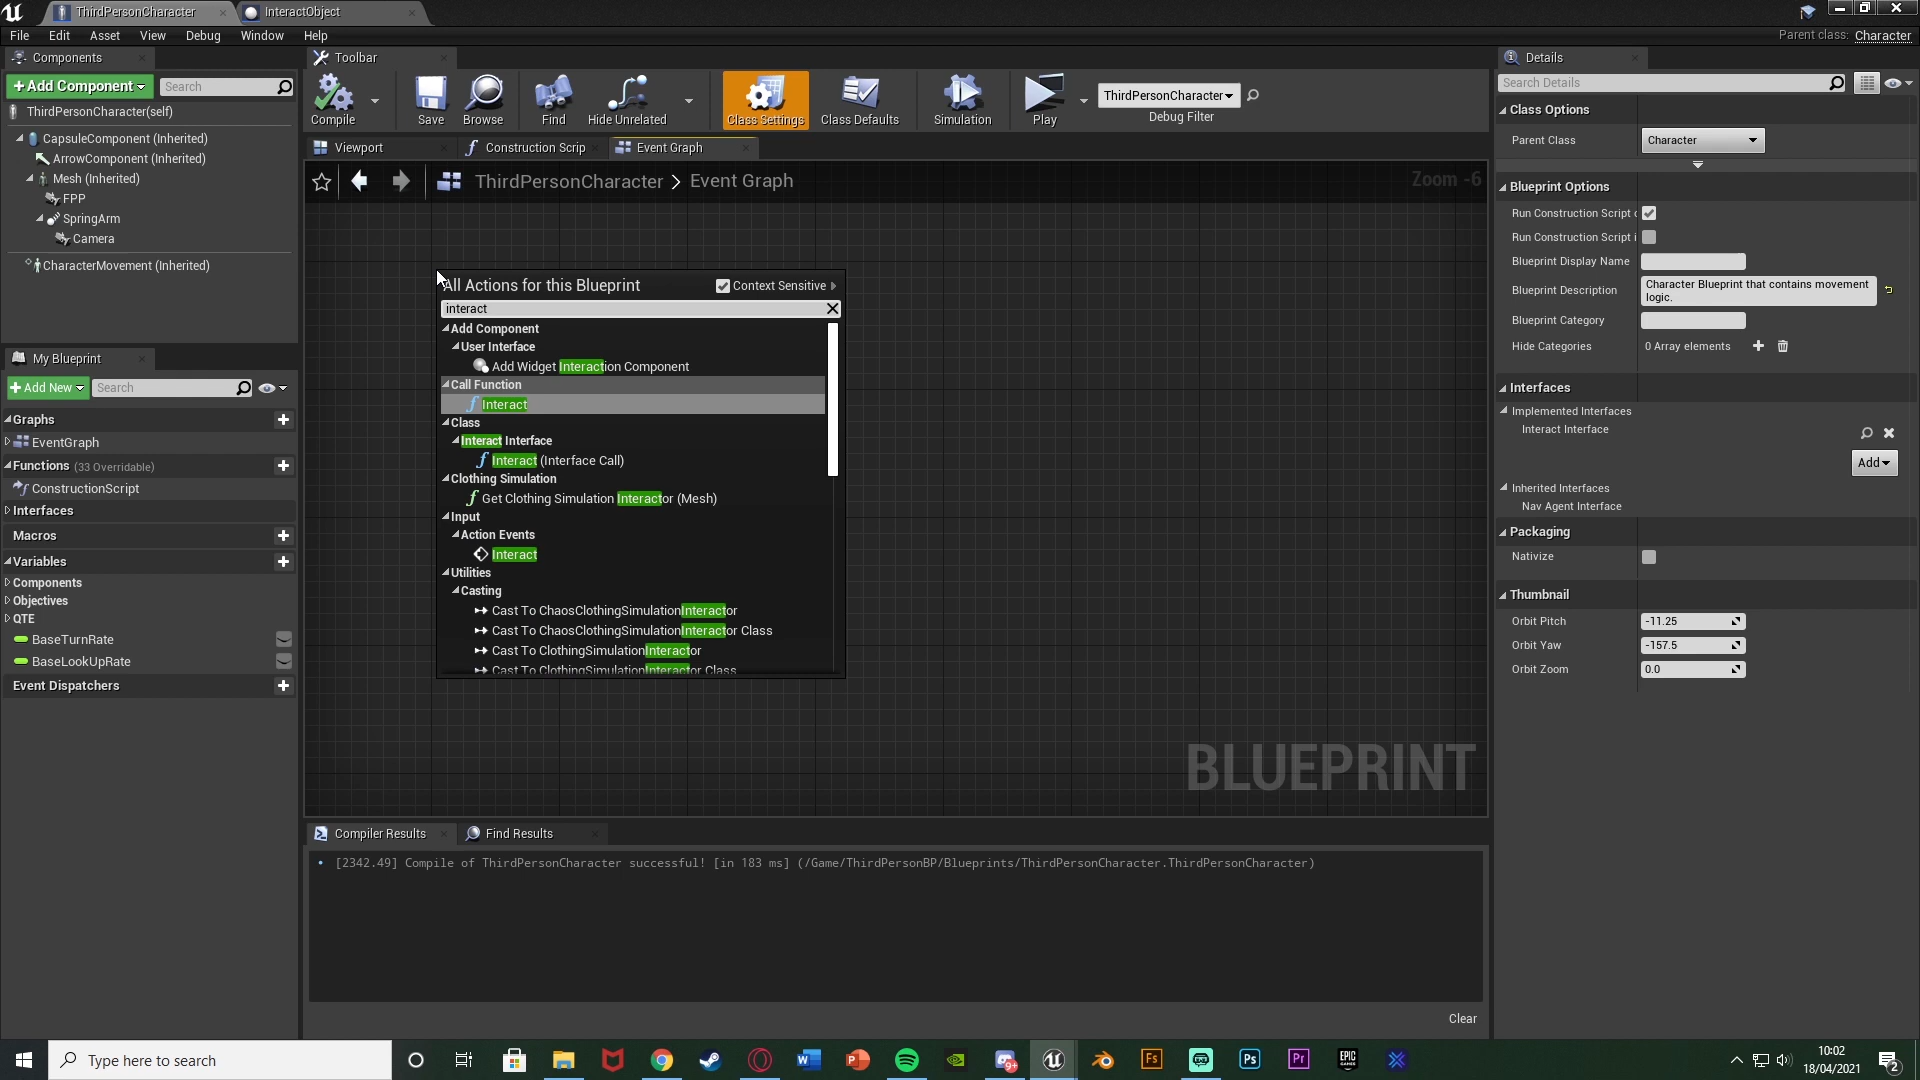 ThirdPersonCharacter
InteractObject
File Edit Asset View Debug Window Help
Parent class: Character
Components
+ Add Component
Search
ThirdPersonCharacter(self)
CapsuleComponent (Inherited)
ArrowComponent (Inherited)
Mesh (Inherited)
FPP
SpringArm
Camera
CharacterMovement (Inherited)
My Blueprint
+ Add New
Search
Graphs
EventGraph
Functions (33 Overridable)
ConstructionScript
Interfaces
Macros
Variables
Components
Objectives
QTE
BaseTurnRate
BaseLookUpRate
Event Dispatchers
Toolbar
Compile
Save
Browse
Find
Hide Unrelated
Class Settings
Class Defaults
Simulation
Play
ThirdPersonCharacter
Debug Filter
Viewport
Construction Scrip
Event Graph
ThirdPersonCharacter > Event Graph
Zoom -6
All Actions for this Blueprint
Context Sensitive
interact
Add Component
User Interface
Add Widget Interaction Component
Call Function
Interact
Class
Interact Interface
Interact (Interface Call)
Clothing Simulation
Get Clothing Simulation Interactor (Mesh)
Input
Action Events
Interact
Utilities
Casting
Cast To ChaosClothingSimulationInteractor
Cast To ChaosClothingSimulationInteractor Class
Cast To ClothingSimulationInteractor
Cast To ClothingSimulationInteractor Class
BLUEPRINT
Compiler Results
Find Results
[2342.49] Compile of ThirdPersonCharacter successful! [in 183 ms] (/Game/ThirdPersonBP/Blueprints/ThirdPersonCharacter.ThirdPersonCharacter)
Clear
Details
Search Details
Class Options
Parent Class Character
Blueprint Options
Run Construction Script
Run Construction Script i
Blueprint Display Name
Blueprint Description
Character Blueprint that contains movement
logic.
Blueprint Category
Hide Categories 0 Array elements
Interfaces
Implemented Interfaces
Interact Interface
Add
Inherited Interfaces
Nav Agent Interface
Packaging
Nativize
Thumbnail
Orbit Pitch -11.25
Orbit Yaw -157.5
Orbit Zoom 0.0
Type here to search
W
P
9+
Fs
Ps
Pr
EPIC
GAMES
10:02
18/04/2021
2